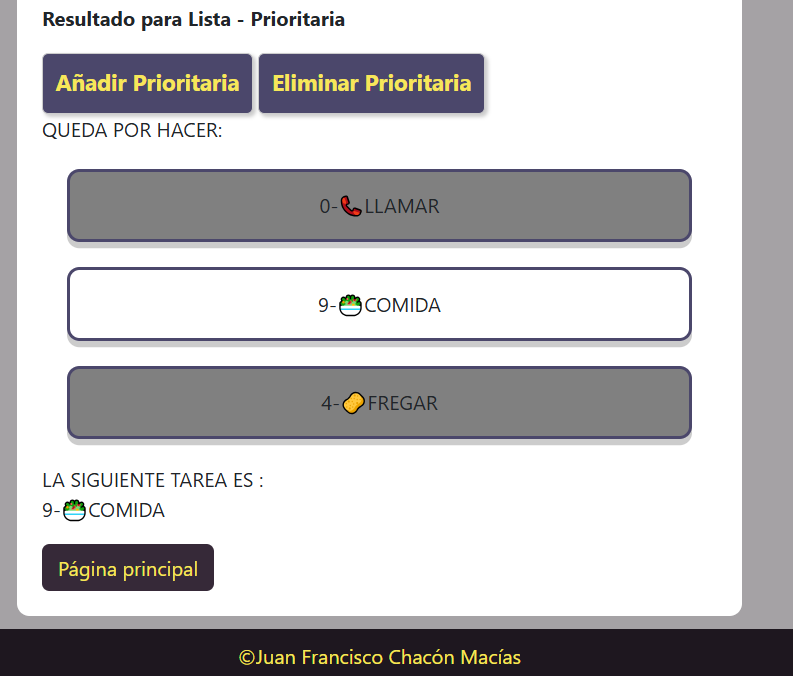 Resultado para Lista - Prioritaria
Añadir Prioritaria Eliminar Prioritaria
QUEDA POR HACER:
0-📞LLAMAR
9-🥗COMIDA
4-🥔FREGAR
LA SIGUIENTE TAREA ES :
9-🥗COMIDA
Página principal
©Juan Francisco Chacón Macías